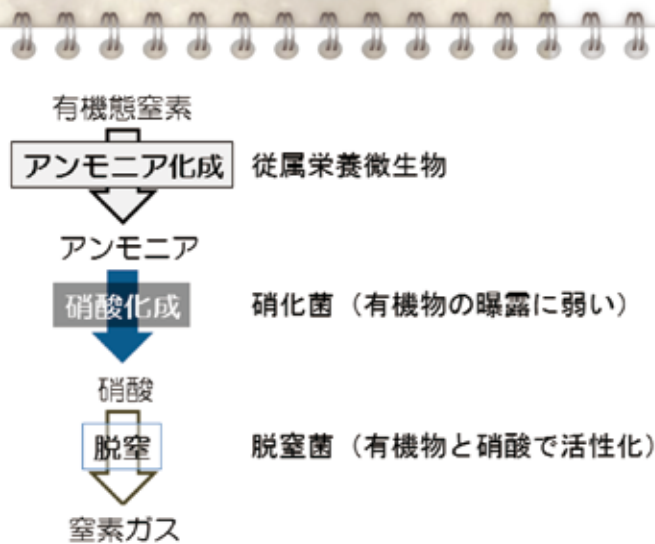 有機態窒素
アンモニア化成 従属栄養微生物
アンモニア
硝酸化成 硝化菌（有機物の曝露に弱い）
硝酸
脱窒 脱窒菌（有機物と硝酸で活性化）
窒素ガス